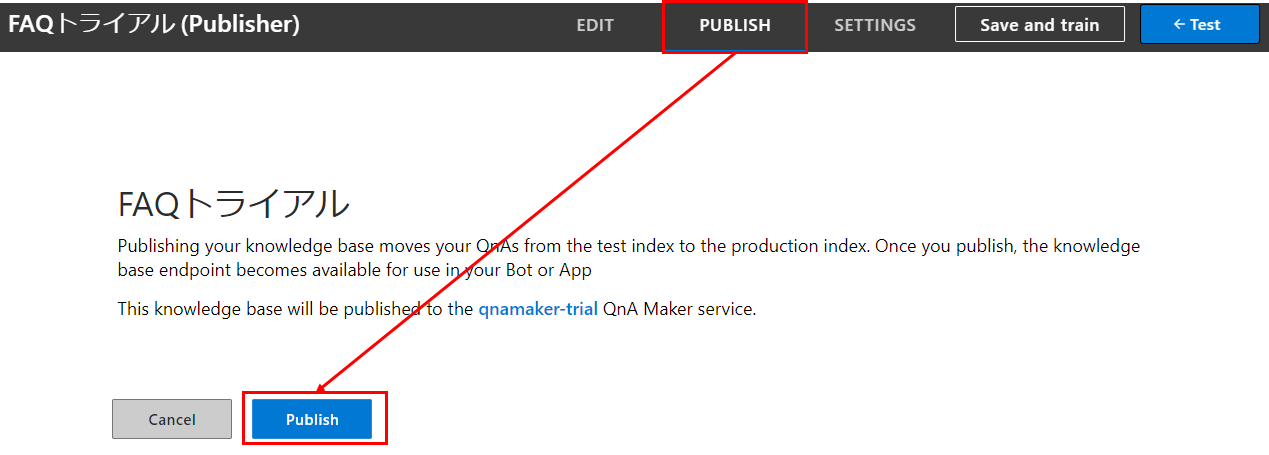 FAQトライアル (Publisher)
EDIT
PUBLISH
SETTINGS
Save and train
← Test
FAQトライアル
Publishing your knowledge base moves your QnAs from the test index to the production index. Once you publish, the knowledge
base endpoint becomes available for use in your Bot or App
This knowledge base will be published to the qnamaker-trial QnA Maker service.
Cancel
Publish